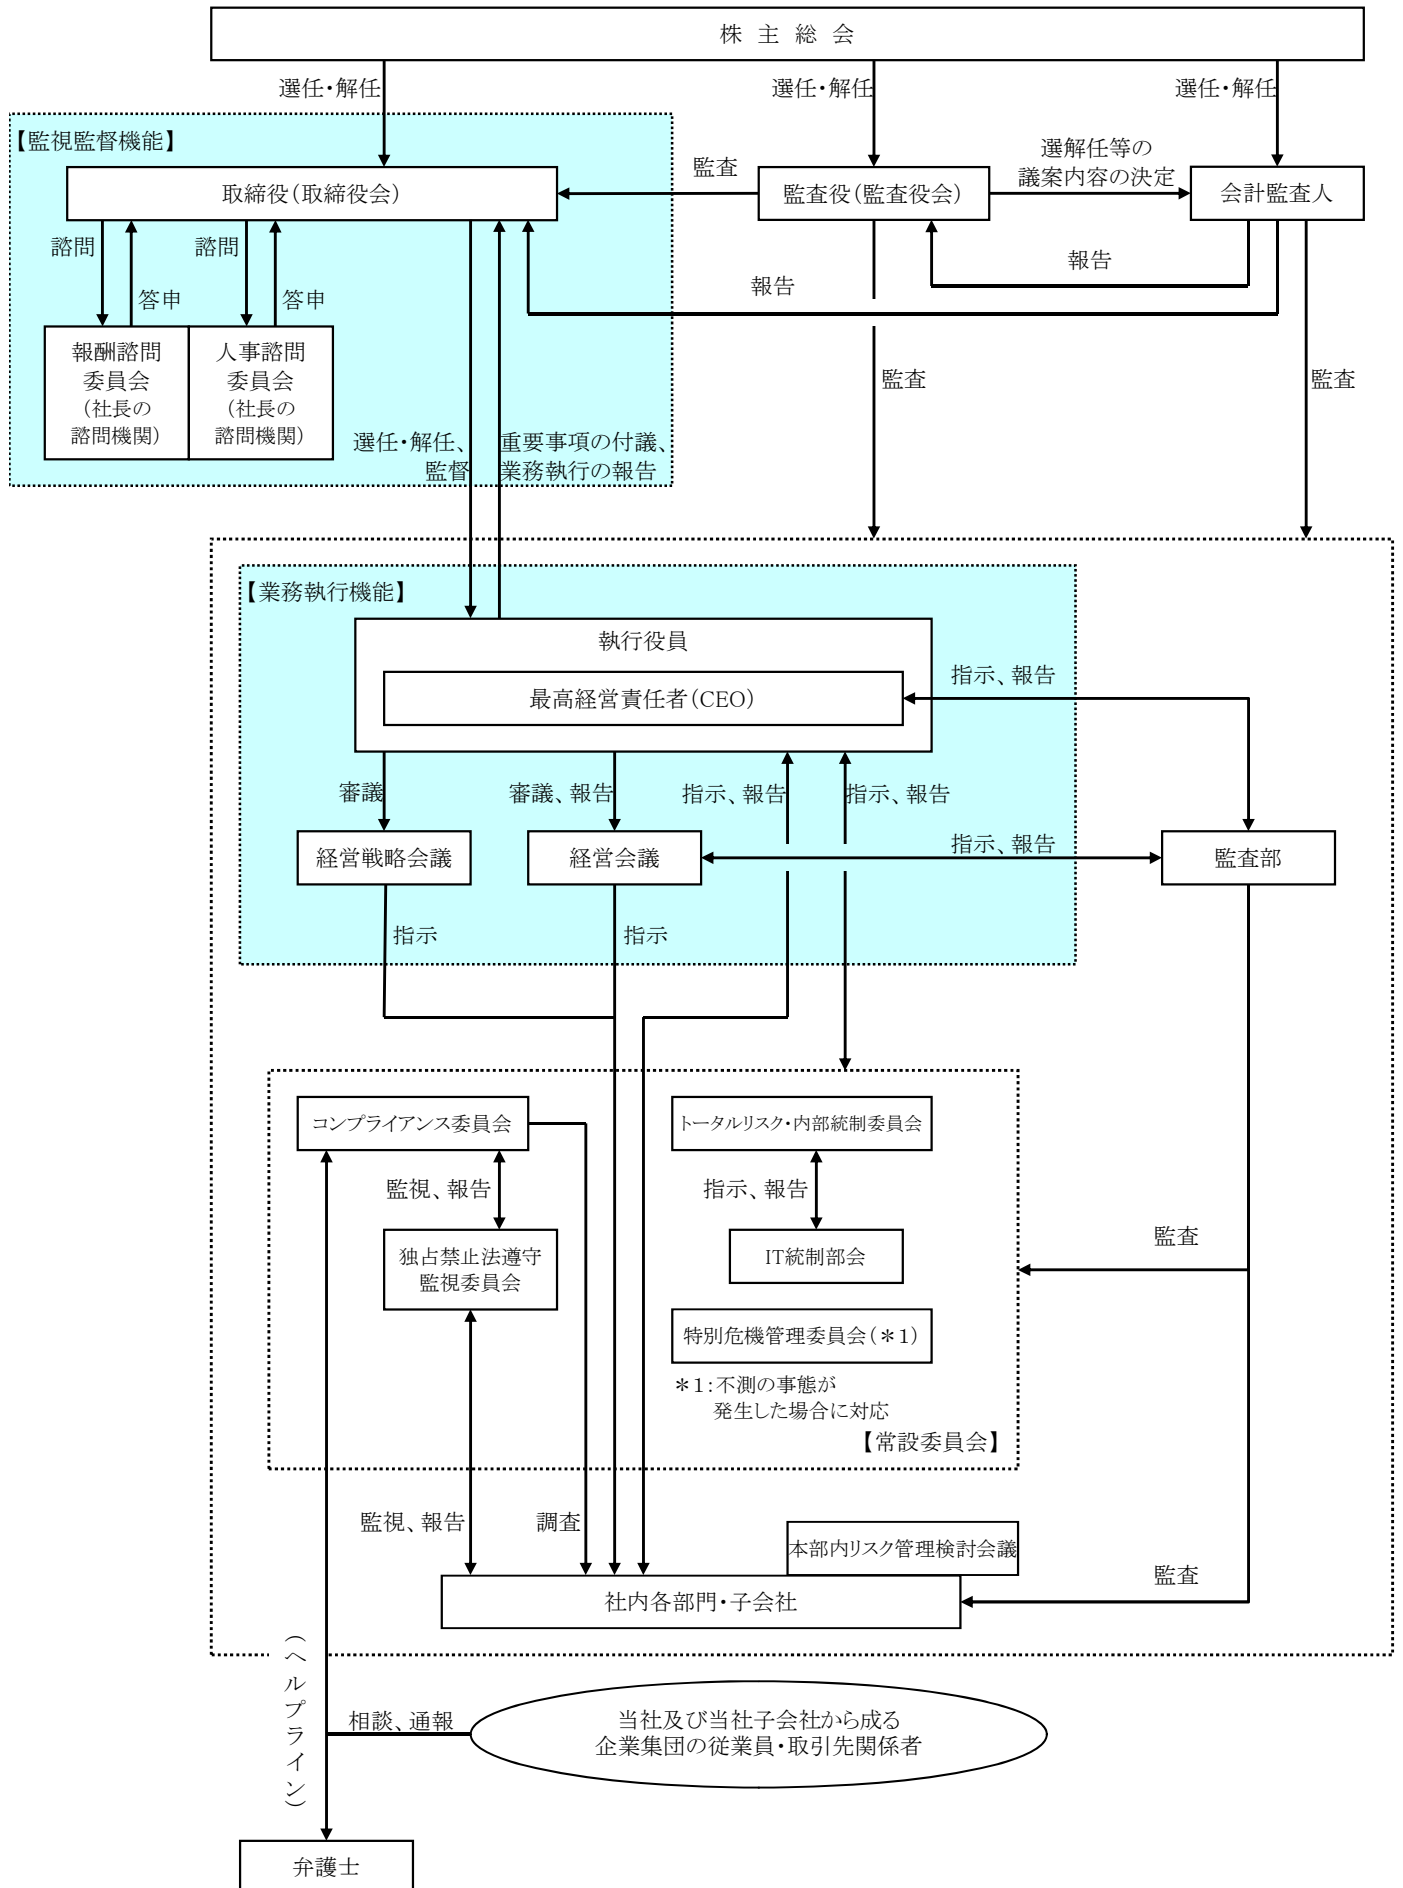 株 主 総 会
選任・解任
選任・解任
選任・解任
【監視監督機能】
取締役（取締役会）
監査
監査役（監査役会）
選解任等の
議案内容の決定
会計監査人
諮問
答申
諮問
答申
報告
報告
報酬諮問
委員会
（社長の
諮問機関）
人事諮問
委員会
（社長の
諮問機関）
選任・解任、
監督
重要事項の付議、
業務執行の報告
監査
監査
【業務執行機能】
執行役員
最高経営責任者（CEO）
指示、報告
審議
審議、報告
指示、報告
指示、報告
経営戦略会議
経営会議
指示、報告
監査部
指示
指示
コンプライアンス委員会
トータルリスク・内部統制委員会
監視、報告
指示、報告
独占禁止法遵守
監視委員会
IT統制部会
監査
特別危機管理委員会（＊１）
＊１：不測の事態が
発生した場合に対応
【常設委員会】
監視、報告
調査
本部内リスク管理検討会議
社内各部門・子会社
監査
（ヘルプライン）
相談、通報
当社及び当社子会社から成る
企業集団の従業員・取引先関係者
弁護士